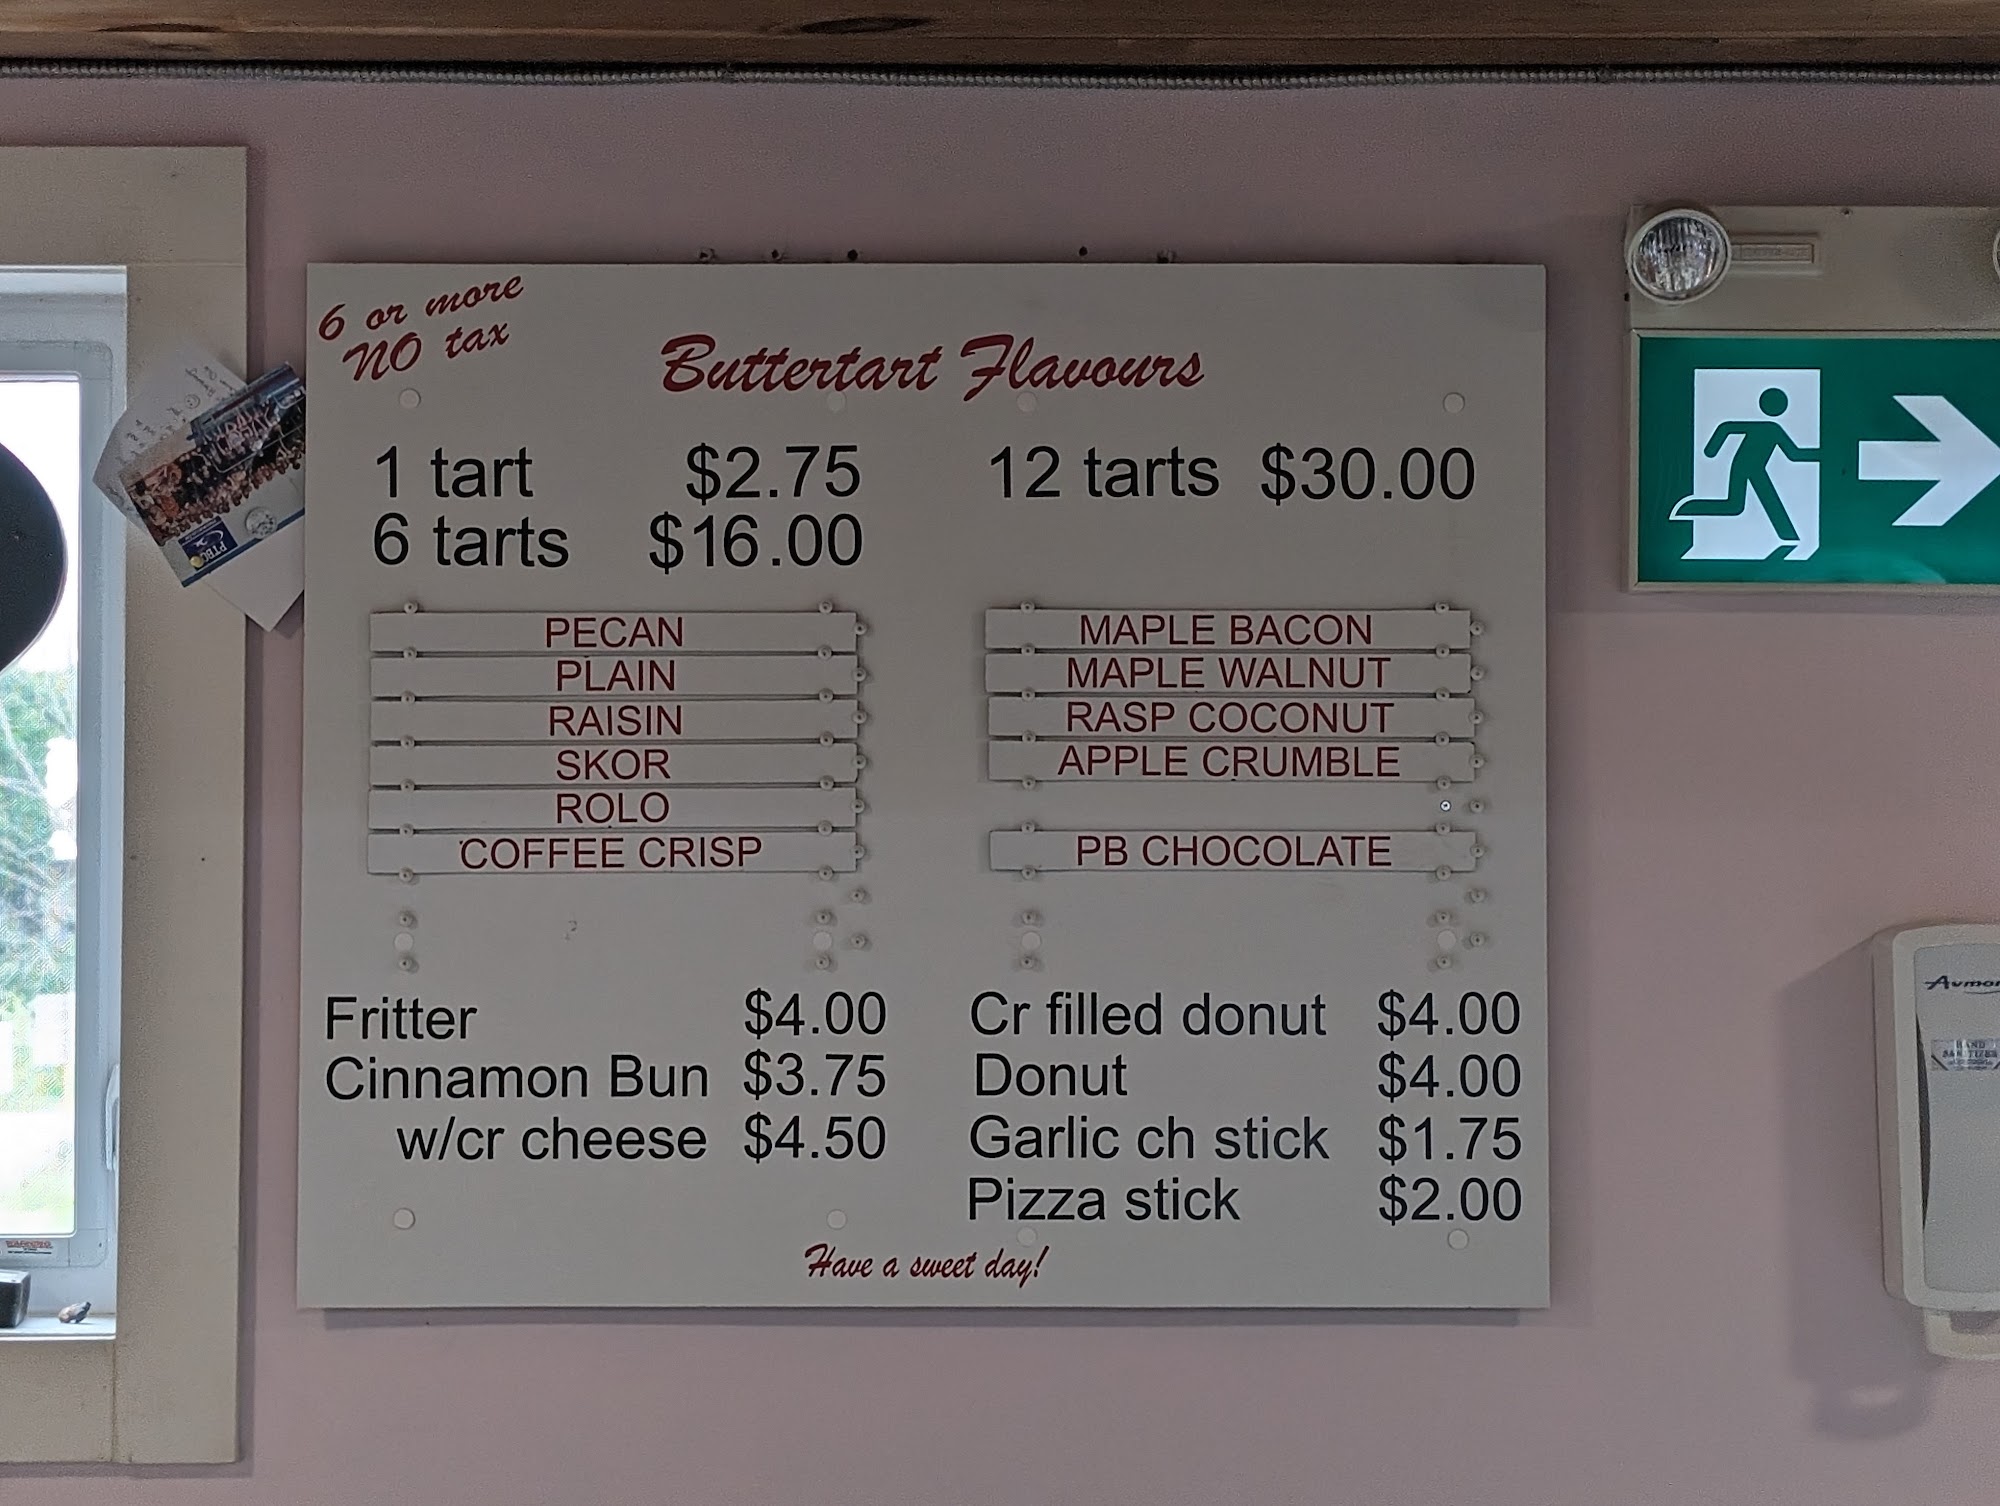 6 or more
NO tax
Buttertart Flavours
1 tart $2.75
6 tarts $16.00
12 tarts $30.00
PECAN
PLAIN
RAISIN
SKOR
ROLO
COFFEE CRISP
MAPLE BACON
MAPLE WALNUT
RASP COCONUT
APPLE CRUMBLE
PB CHOCOLATE
Fritter $4.00
Cinnamon Bun $3.75
w/cr cheese $4.50
Cr filled donut $4.00
Donut $4.00
Garlic ch stick $1.75
Pizza stick $2.00
Have a sweet day!
HAND
SANITIZER